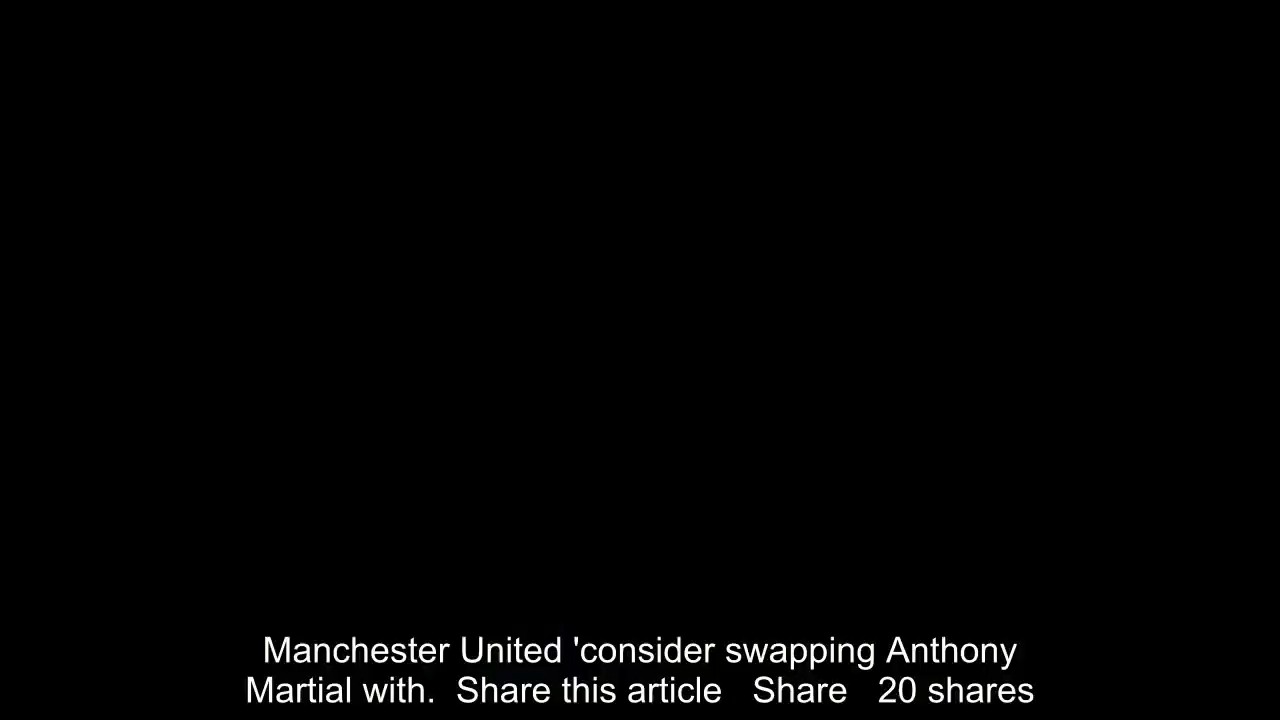 Manchester United 'consider swapping Anthony
Martial with.  Share this article   Share   20 shares